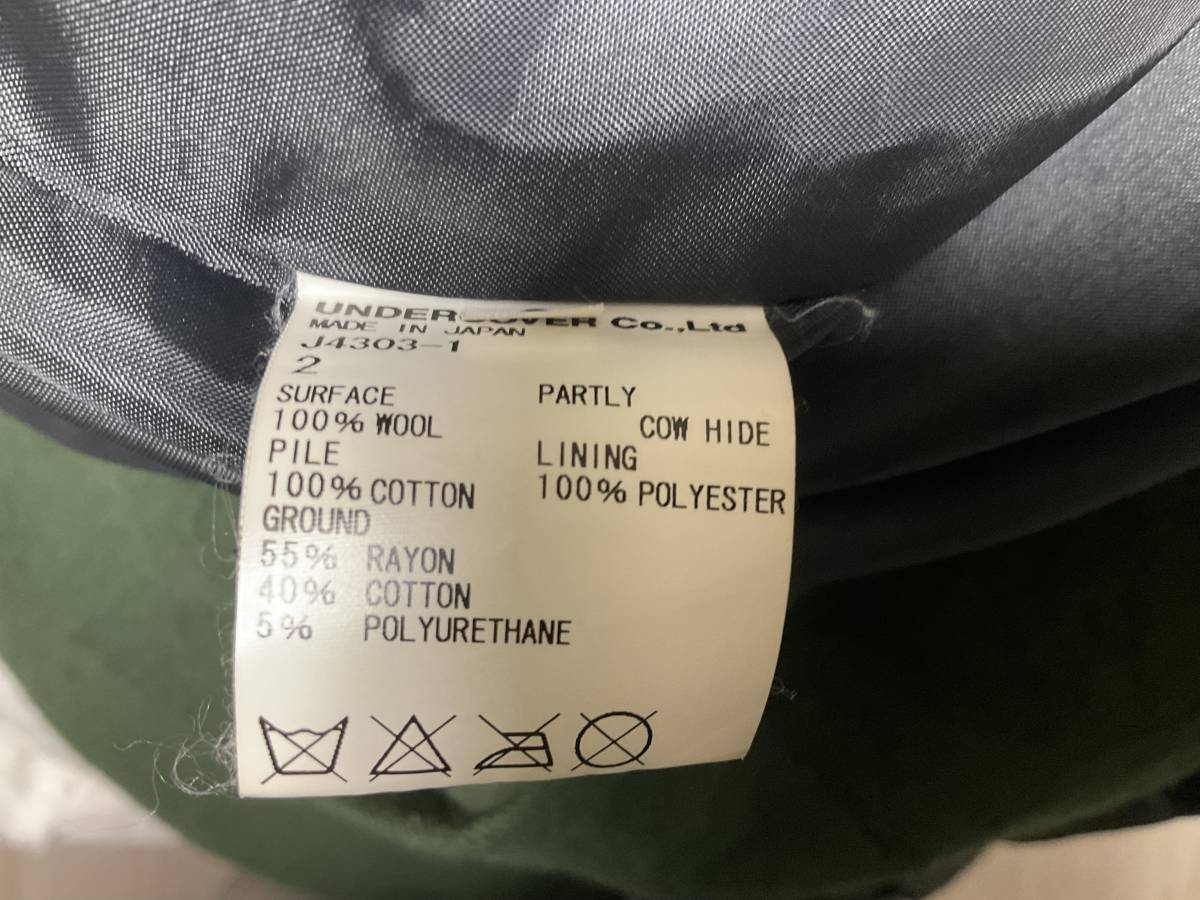 UNDERCOVER Co.,Ltd
MADE IN JAPAN
J4303-1
2
SURFACE
100% WOOL
PILE
100% COTTON
GROUND
55% RAYON
40% COTTON
5% POLYURETHANE
PARTLY
COW HIDE
LINING
100% POLYESTER